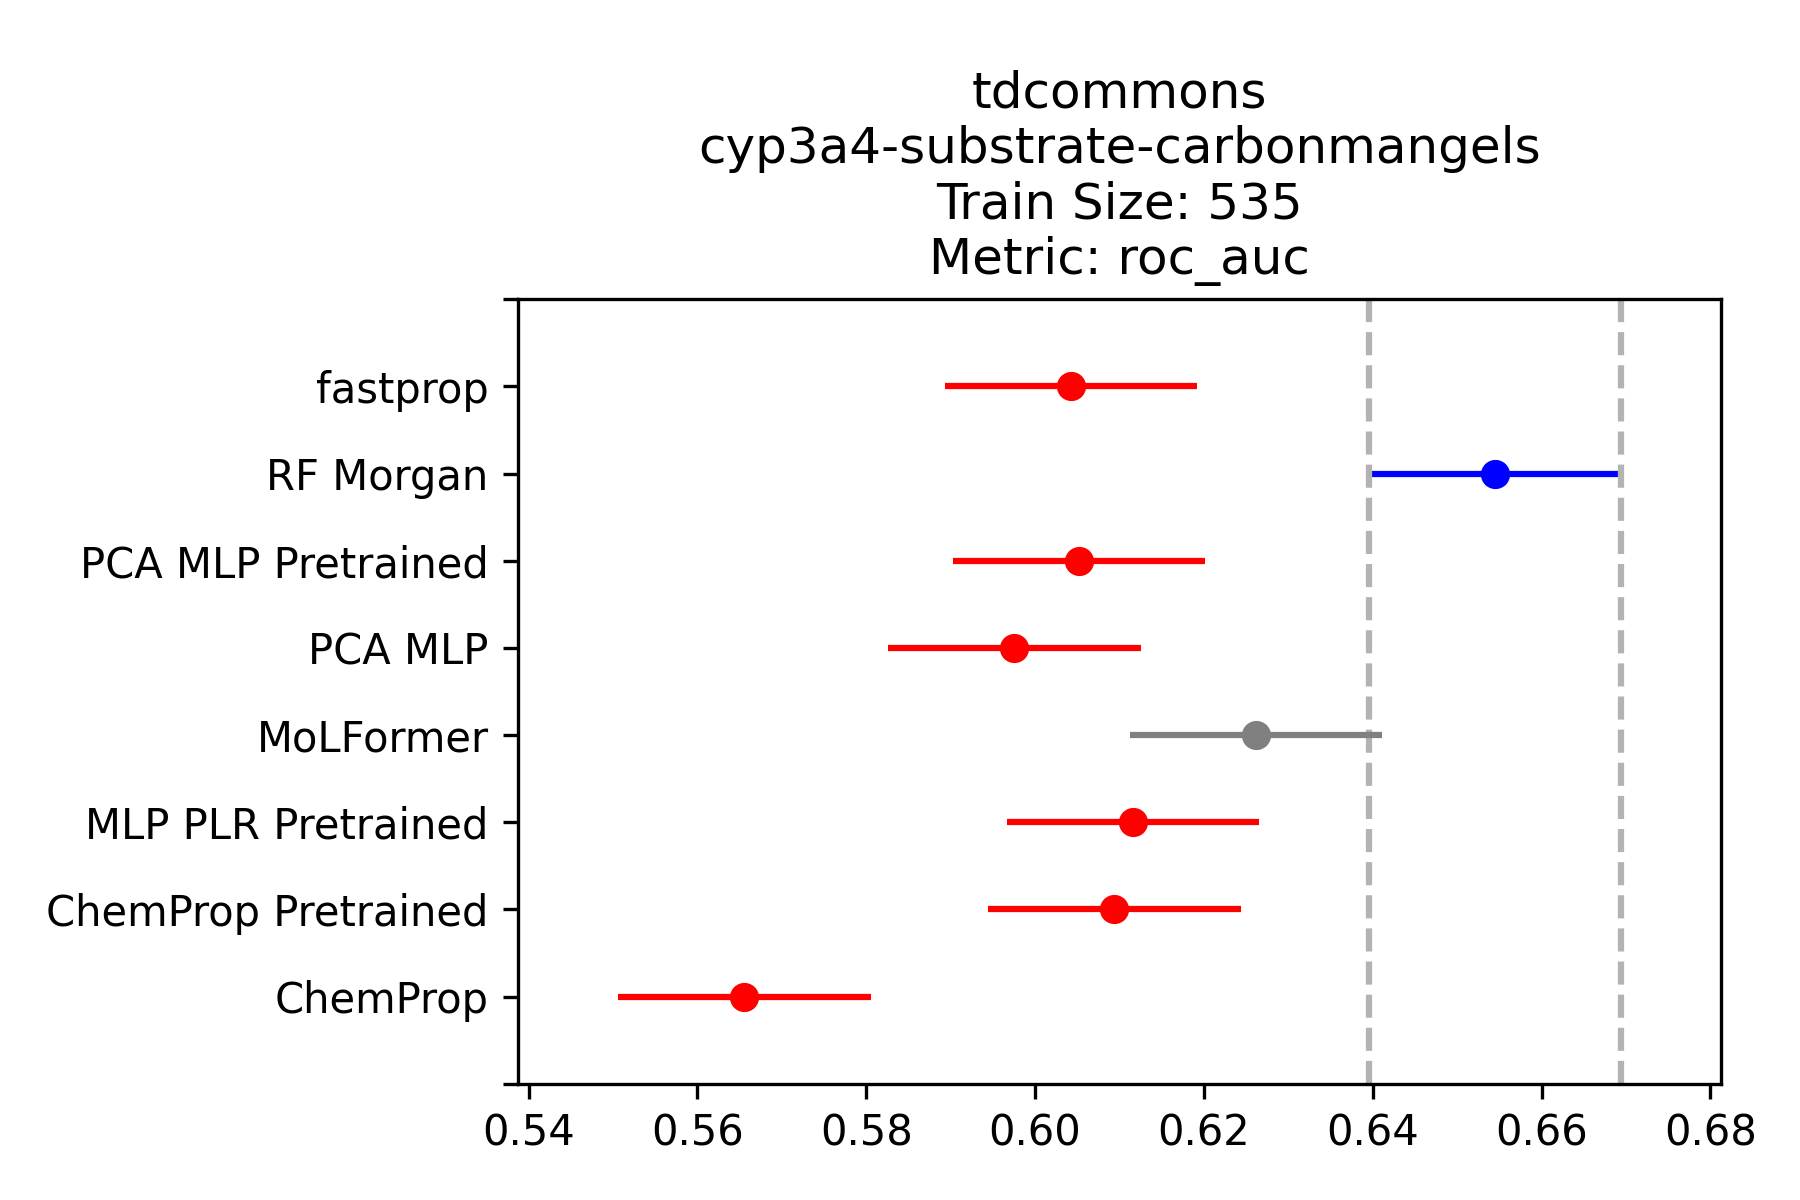 tdcommons
cyp3a4-substrate-carbonmangels
Train Size: 535
Metric: roc_auc
fastprop
RF Morgan
PCA MLP Pretrained
PCA MLP
MoLFormer
MLP PLR Pretrained
ChemProp Pretrained
ChemProp
0.54 0.56 0.58 0.60 0.62 0.64 0.66 0.68